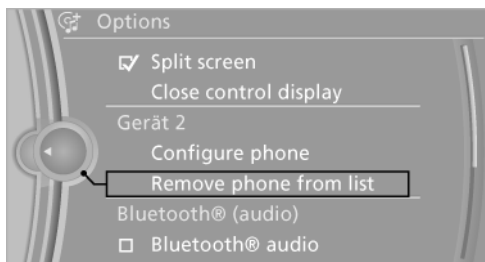 Options
Split screen
Close control display
Gerät 2
Configure phone
Remove phone from list
Bluetooth® (audio)
Bluetooth® audio